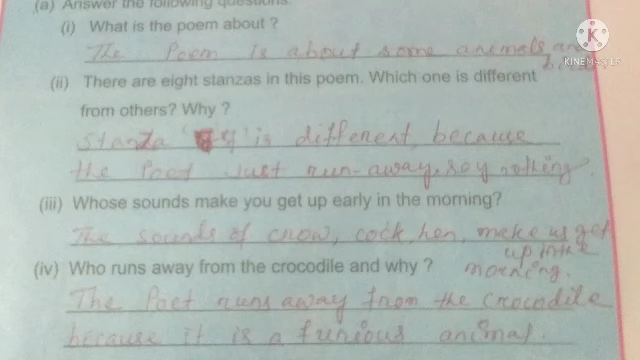 (a) Answer the following questions.
(i) What is the poem about ?
The Poem is about some animals and
KINEMASTER
(ii) There are eight stanzas in this poem. Which one is different
from others? Why ?
Stanza is different, because
the Poet Just run-away, say nothing.
(iii) Whose sounds make you get up early in the morning?
The sounds of crow, cock, hen, make us get
up in the
(iv) Who runs away from the crocodile and why ?
morning.
The Poet runs away from the Crocodile
because it is a furious animal.